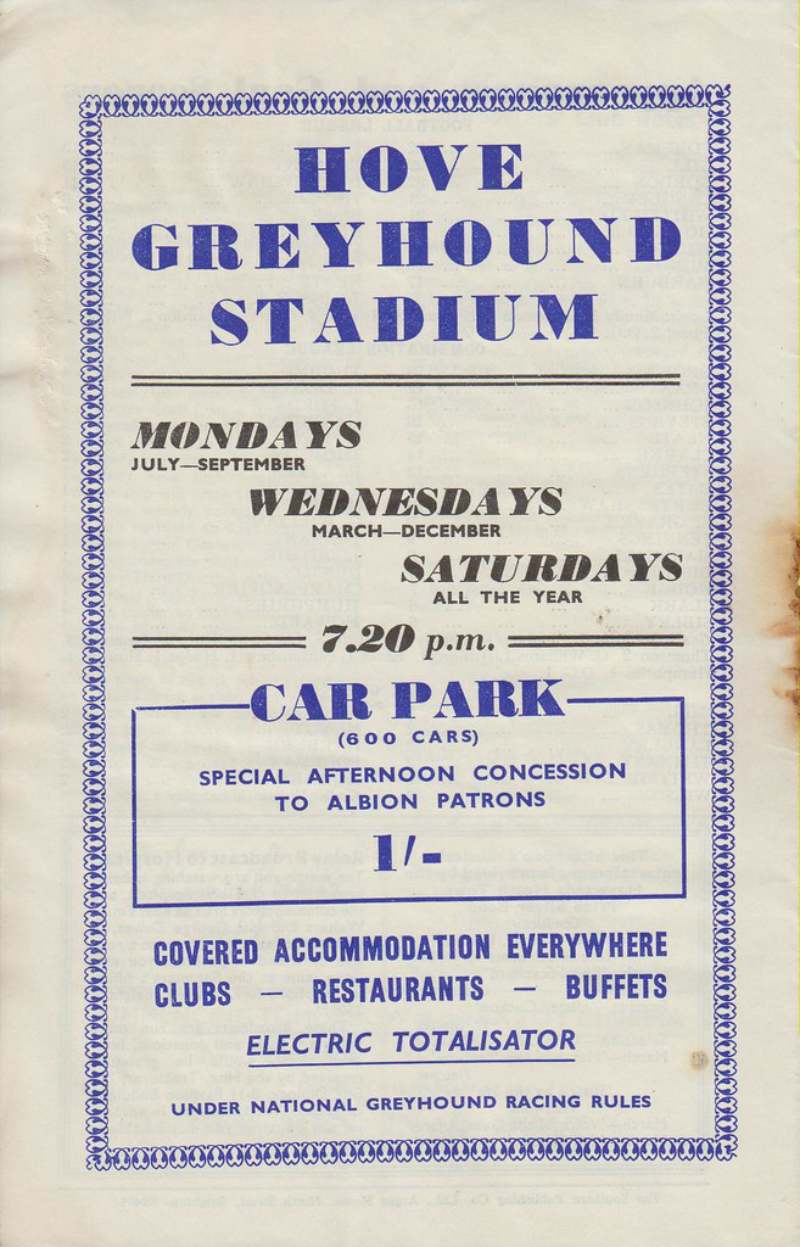 HOVE
GREYHOUND
STADIUM
MONDAYS
JULY—SEPTEMBER
WEDNESDAYS
MARCH—DECEMBER
SATURDAYS
ALL THE YEAR
7.20 p.m.
CAR PARK
(600 CARS)
SPECIAL AFTERNOON CONCESSION
TO ALBION PATRONS
1/-
COVERED ACCOMMODATION EVERYWHERE
CLUBS — RESTAURANTS — BUFFETS
ELECTRIC TOTALISATOR
UNDER NATIONAL GREYHOUND RACING RULES